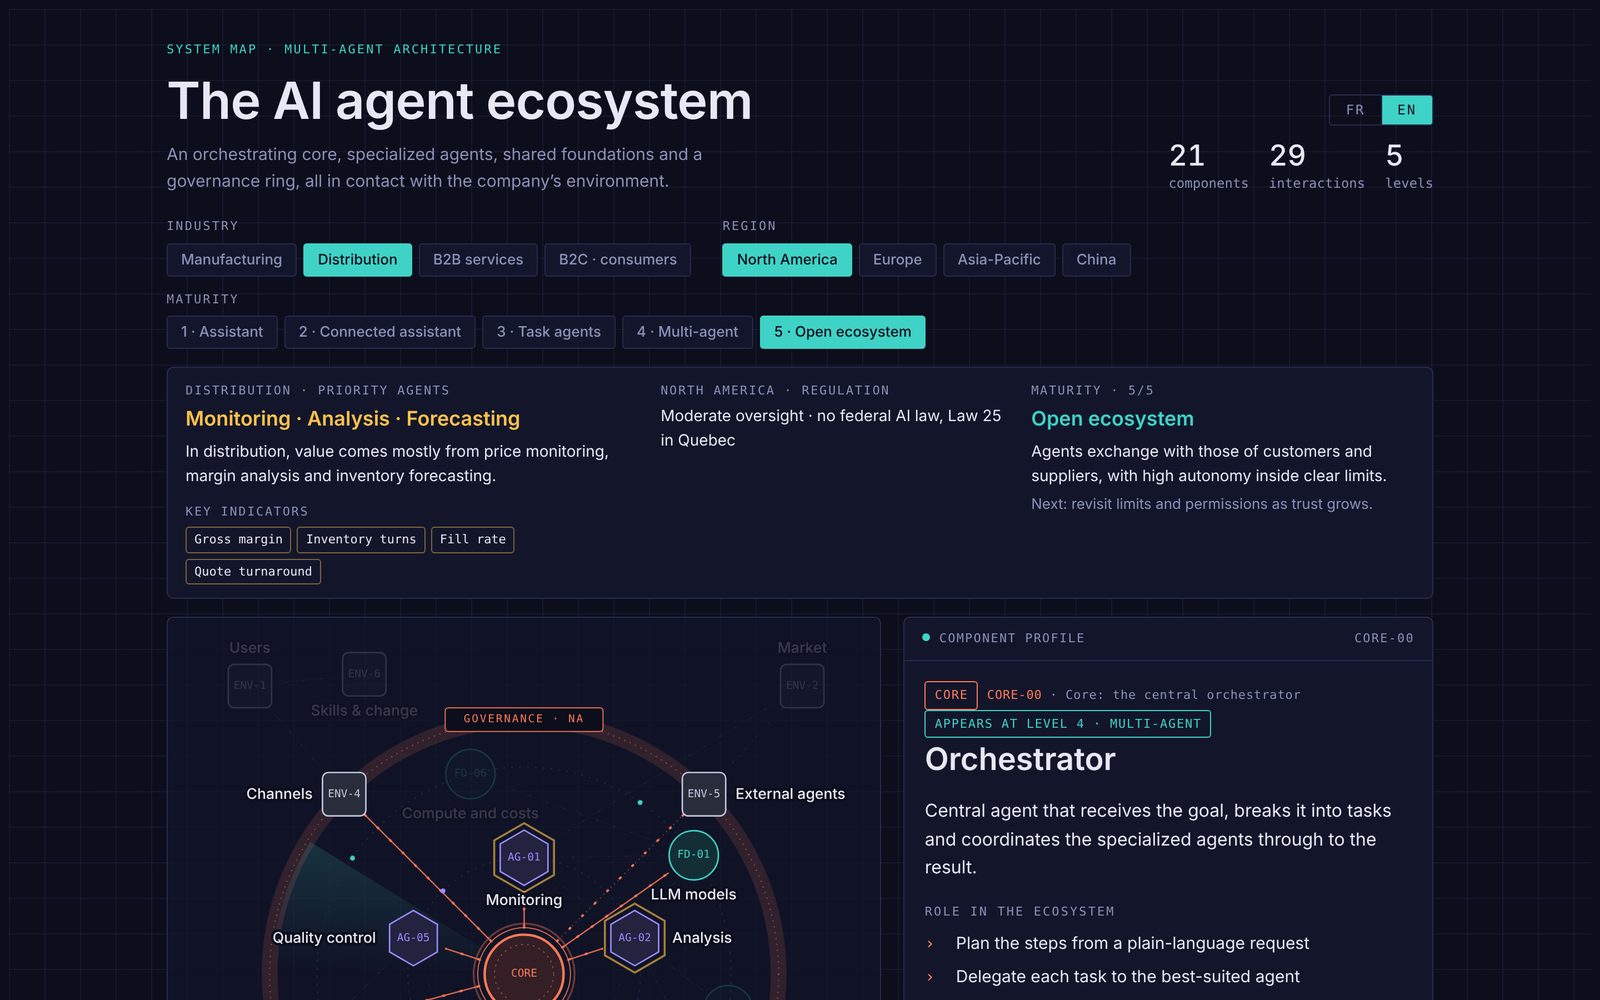 SYSTEM MAP · MULTI-AGENT ARCHITECTURE
The AI agent ecosystem
An orchestrating core, specialized agents, shared foundations and a
governance ring, all in contact with the company’s environment.
FR EN
21 29 5
components interactions levels
INDUSTRY
Manufacturing Distribution B2B services B2C · consumers
REGION
North America Europe Asia-Pacific China
MATURITY
1 · Assistant 2 · Connected assistant 3 · Task agents 4 · Multi-agent 5 · Open ecosystem
DISTRIBUTION · PRIORITY AGENTS
Monitoring · Analysis · Forecasting
In distribution, value comes mostly from price monitoring,
margin analysis and inventory forecasting.
KEY INDICATORS
Gross margin Inventory turns Fill rate
Quote turnaround
NORTH AMERICA · REGULATION
Moderate oversight · no federal AI law, Law 25
in Quebec
MATURITY · 5/5
Open ecosystem
Agents exchange with those of customers and
suppliers, with high autonomy inside clear limits.
Next: revisit limits and permissions as trust grows.
Users
ENV-1
ENV-6
Skills & change
Market
ENV-2
GOVERNANCE · NA
FD-06
Compute and costs
Channels ENV-4
ENV-5 External agents
AG-01
Monitoring
FD-01
LLM models
Quality control AG-05
AG-02 Analysis
CORE
COMPONENT PROFILE CORE-00
CORE CORE-00 · Core: the central orchestrator
APPEARS AT LEVEL 4 · MULTI-AGENT
Orchestrator
Central agent that receives the goal, breaks it into tasks
and coordinates the specialized agents through to the
result.
ROLE IN THE ECOSYSTEM
› Plan the steps from a plain-language request
› Delegate each task to the best-suited agent